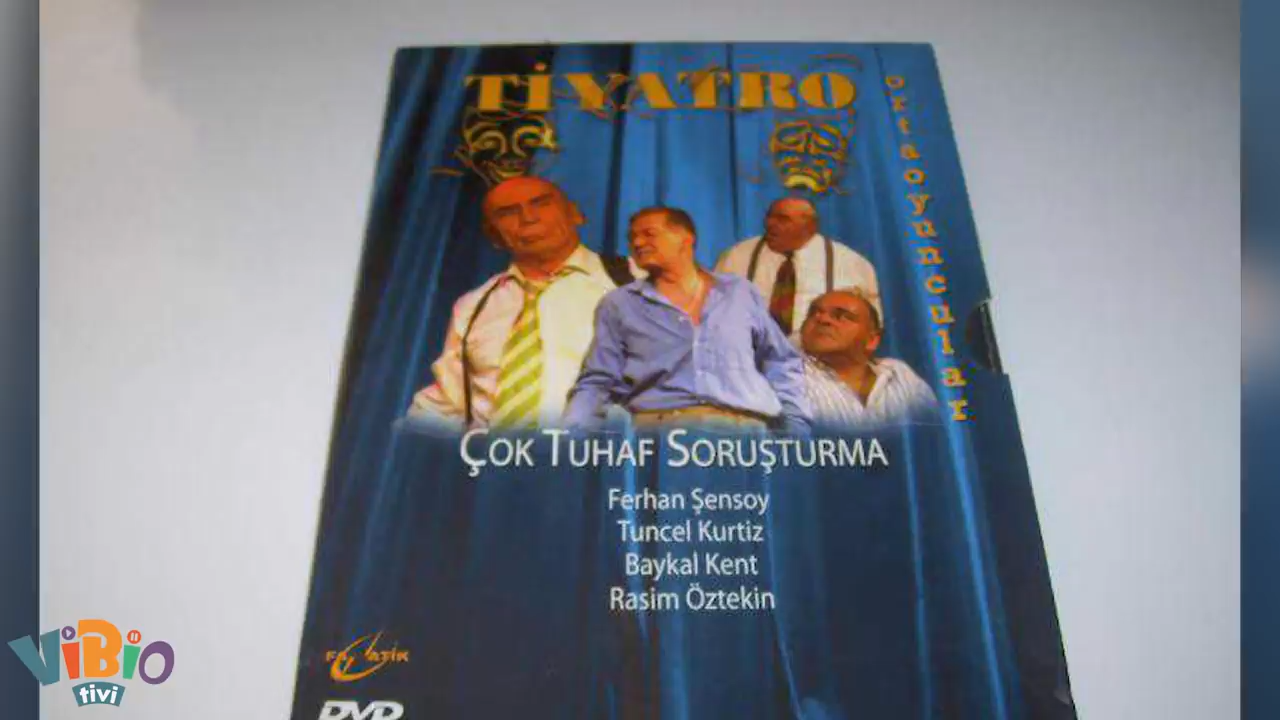 TİYATRO
ortaoyuncular
ÇOK TUHAF SORUŞTURMA
Ferhan Şensoy
Tuncel Kurtiz
Baykal Kent
Rasim Öztekin
DVD
ViBiO
tivi